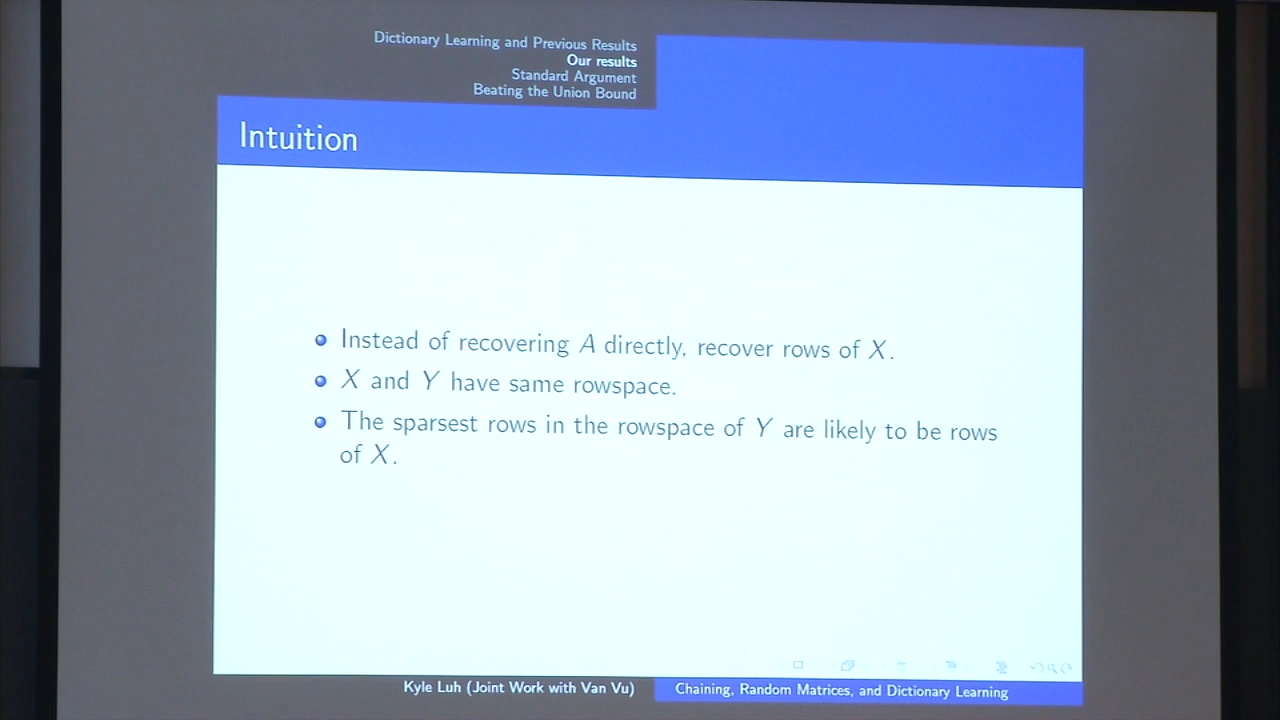 Dictionary Learning and Previous Results
Our results
Standard Argument
Beating the Union Bound
Intuition
Instead of recovering A directly, recover rows of X.
X and Y have same rowspace.
The sparsest rows in the rowspace of Y are likely to be rows
of X.
Kyle Luh (Joint Work with Van Vu)
Chaining, Random Matrices, and Dictionary Learning